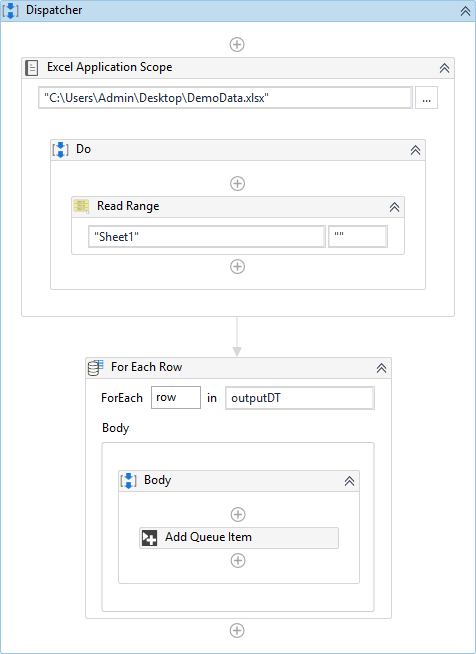 Dispatcher
Excel Application Scope
"C:\Users\Admin\Desktop\DemoData.xlsx"
...
Do
Read Range
"Sheet1" ""
For Each Row
ForEach row in outputDT
Body
Body
Add Queue Item